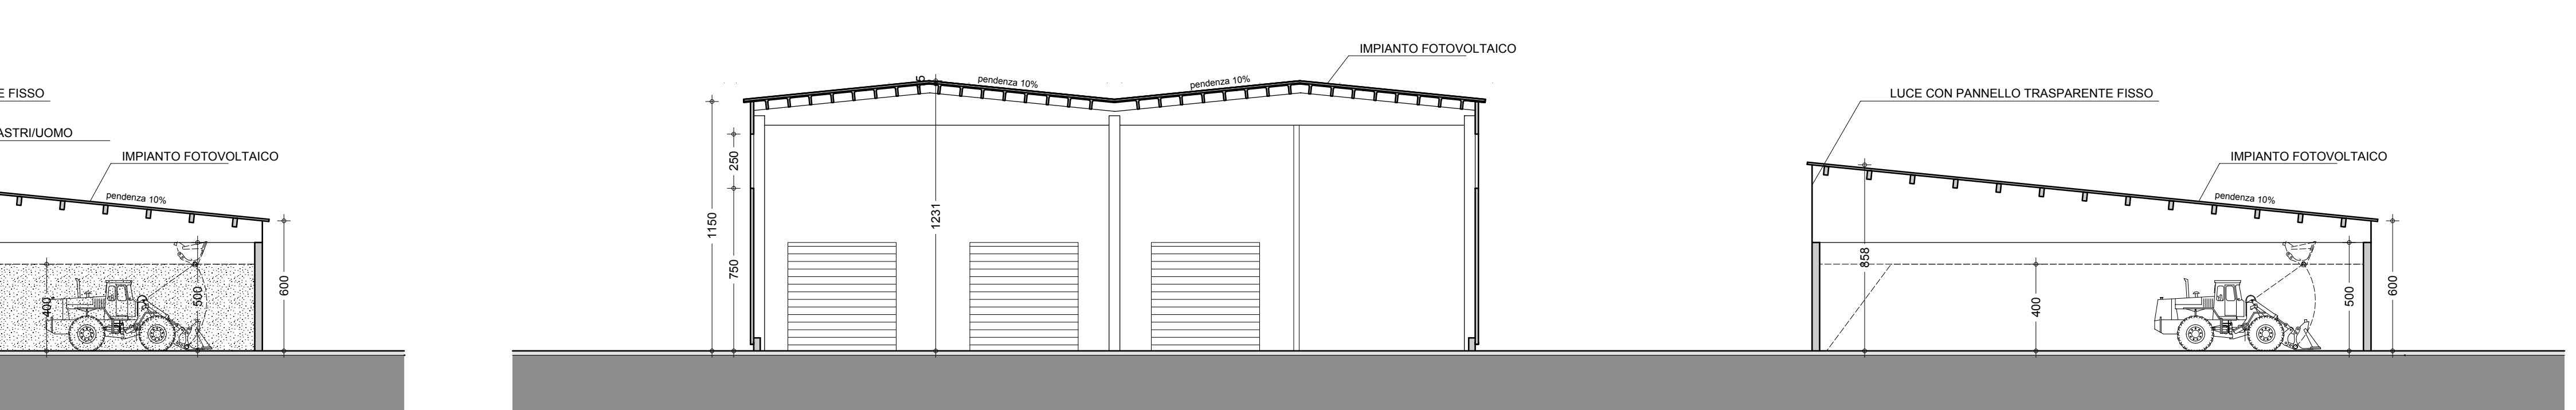 E FISSO
ASTRI/UOMO
IMPIANTO FOTOVOLTAICO
pendenza 10%
400
500
600
IMPIANTO FOTOVOLTAICO
5
pendenza 10%
pendenza 10%
250
1150
1231
750
LUCE CON PANNELLO TRASPARENTE FISSO
IMPIANTO FOTOVOLTAICO
pendenza 10%
858
400
500
600